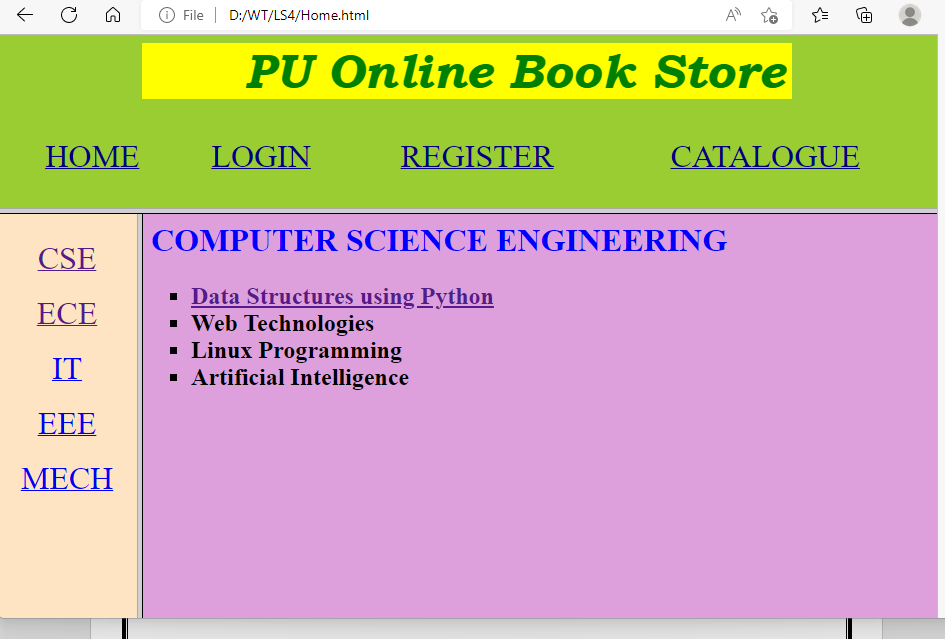 File D:/WT/LS4/Home.html
PU Online Book Store
HOME LOGIN REGISTER CATALOGUE
CSE
ECE
IT
EEE
MECH
COMPUTER SCIENCE ENGINEERING
Data Structures using Python
Web Technologies
Linux Programming
Artificial Intelligence